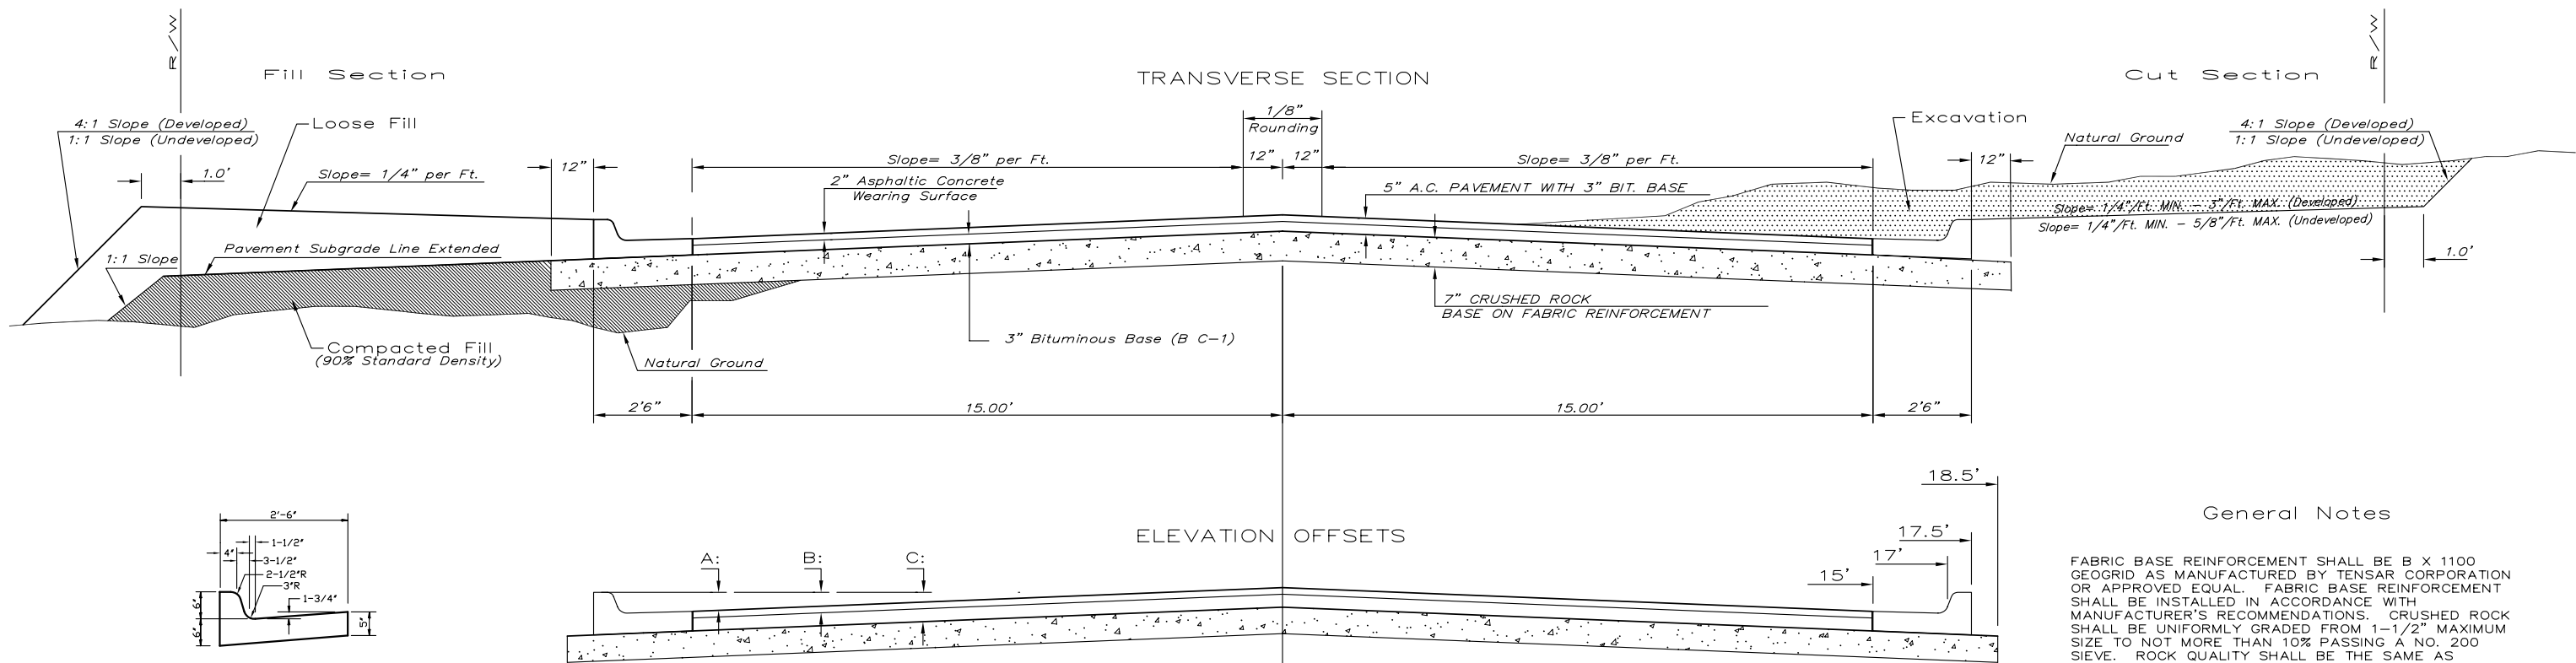 R/W
Fill Section
TRANSVERSE SECTION
Cut Section
R/W
4:1 Slope (Developed)
1:1 Slope (Undeveloped)
Loose Fill
1/8"
Rounding
Excavation
Natural Ground
4:1 Slope (Developed)
1:1 Slope (Undeveloped)
1.0'
Slope= 1/4" per Ft.
12"
Slope= 3/8" per Ft.
12"
12"
Slope= 3/8" per Ft.
12"
2" Asphaltic Concrete
Wearing Surface
5" A.C. PAVEMENT WITH 3" BIT. BASE
Slope= 1/4"/Ft. MIN. - 3"/Ft. MAX. (Developed)
Slope= 1/4"/Ft. MIN. - 5/8"/Ft. MAX. (Undeveloped)
1:1 Slope
Pavement Subgrade Line Extended
1.0'
7" CRUSHED ROCK
BASE ON FABRIC REINFORCEMENT
Compacted Fill
(90% Standard Density)
Natural Ground
3" Bituminous Base (B C-1)
2'6"
15.00'
15.00'
2'6"
18.5'
ELEVATION OFFSETS
17.5'
17'
15'
A:
B:
C:
2'-6"
1-1/2"
4"
3-1/2"
2-1/2"R
3"R
1-3/4"
6"
6"
5"
General Notes
FABRIC BASE REINFORCEMENT SHALL BE B X 1100
GEOGRID AS MANUFACTURED BY TENSAR CORPORATION
OR APPROVED EQUAL. FABRIC BASE REINFORCEMENT
SHALL BE INSTALLED IN ACCORDANCE WITH
MANUFACTURER'S RECOMMENDATIONS. CRUSHED ROCK
SHALL BE UNIFORMLY GRADED FROM 1-1/2" MAXIMUM
SIZE TO NOT MORE THAN 10% PASSING A NO. 200
SIEVE. ROCK QUALITY SHALL BE THE SAME AS